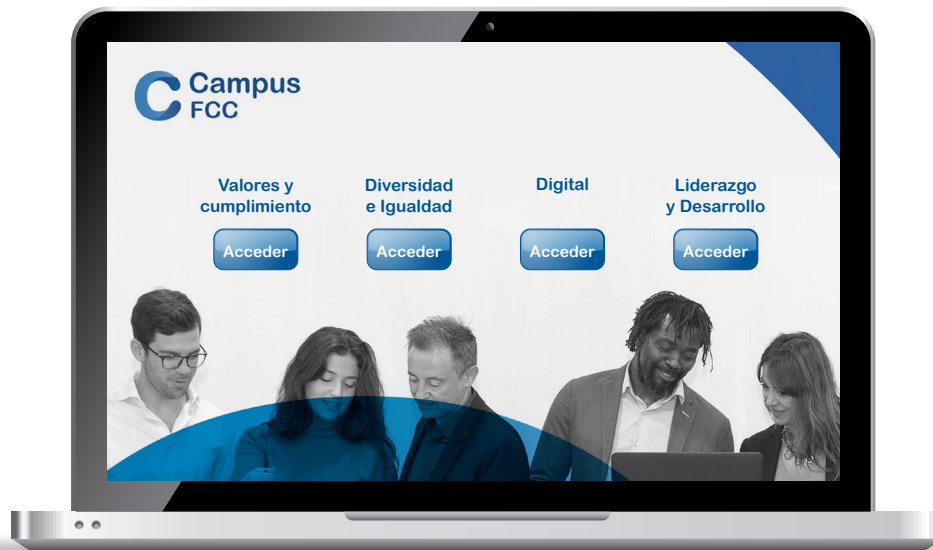 Campus
FCC
Valores y
cumplimiento
Acceder
Diversidad
e Igualdad
Acceder
Digital
Acceder
Liderazgo
y Desarrollo
Acceder